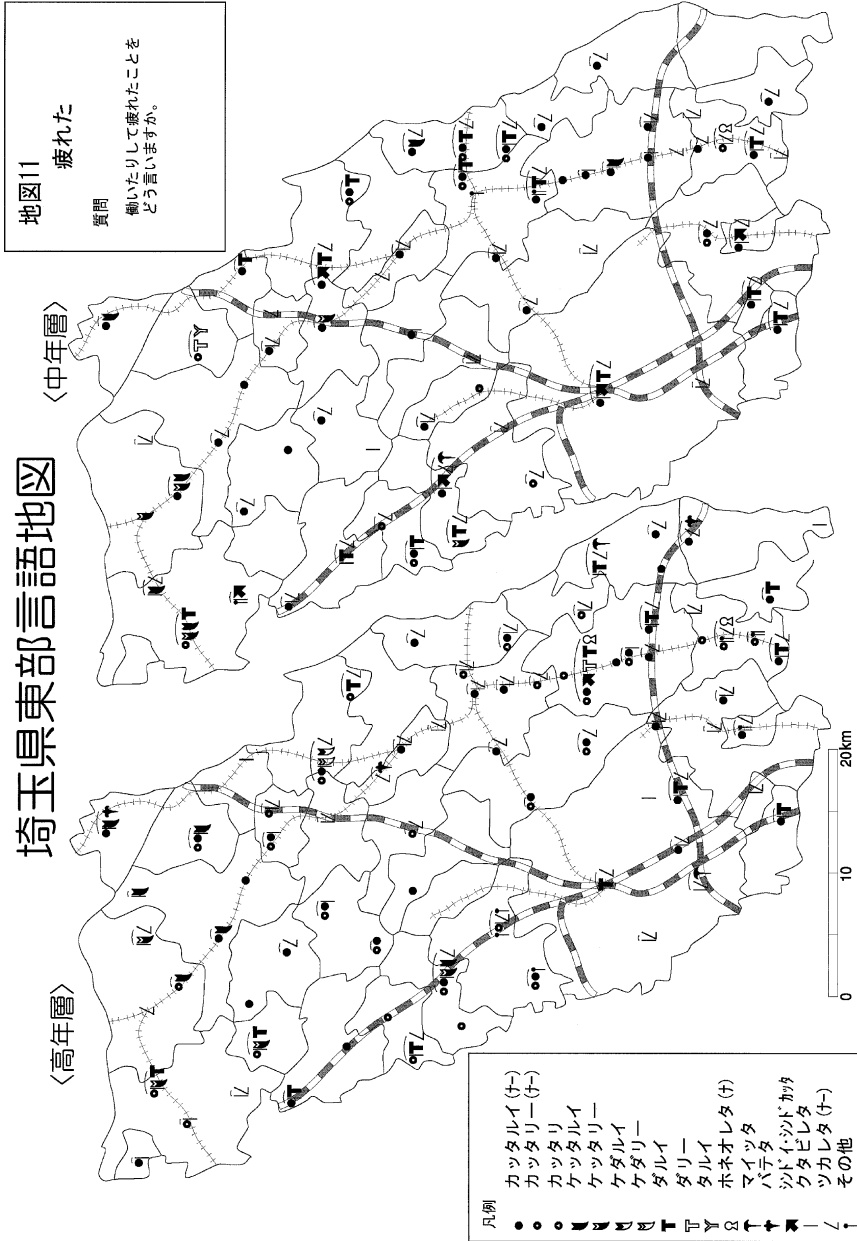 埼玉県東部言語地図
地図11
疲れた
質問
働いたりして疲れたことを
どう言いますか。
〈高年層〉
〈中年層〉
0 10 20km
凡例
カッタルイ(ナー)
カッタリー(ナー)
カッタリ
ケッタルイ
ケッタリー
ケダルイ
ケダリー
ダルイ
ダリー
タルイ
ホネオレタ(ナ)
マイッタ
バテタ
シンドイ・シンドカッタ
クタビレタ
ツカレタ(ナー)
その他